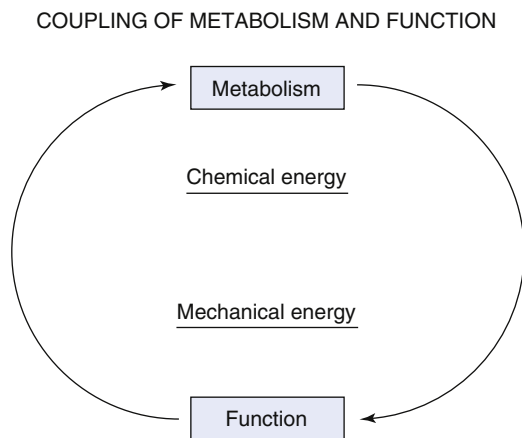 COUPLING OF METABOLISM AND FUNCTION
Metabolism
Chemical energy
Mechanical energy
Function